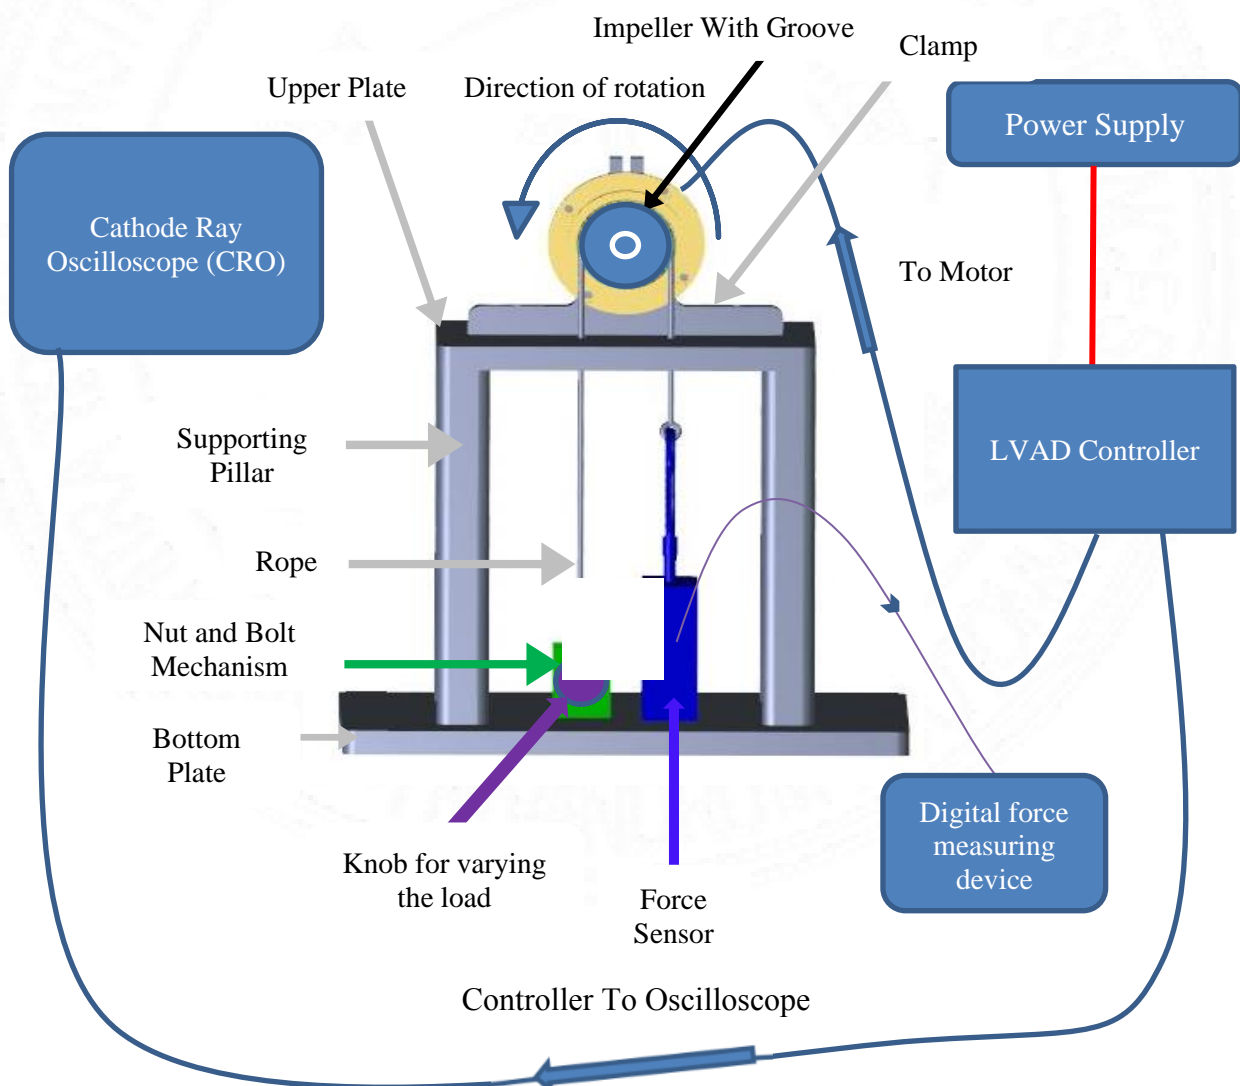 Impeller With Groove
Clamp
Upper Plate
Direction of rotation
Power Supply
Cathode Ray
Oscilloscope (CRO)
To Motor
Supporting
Pillar
LVAD Controller
Rope
Nut and Bolt
Mechanism
Bottom
Plate
Digital force
measuring
device
Knob for varying
the load
Force
Sensor
Controller To Oscilloscope